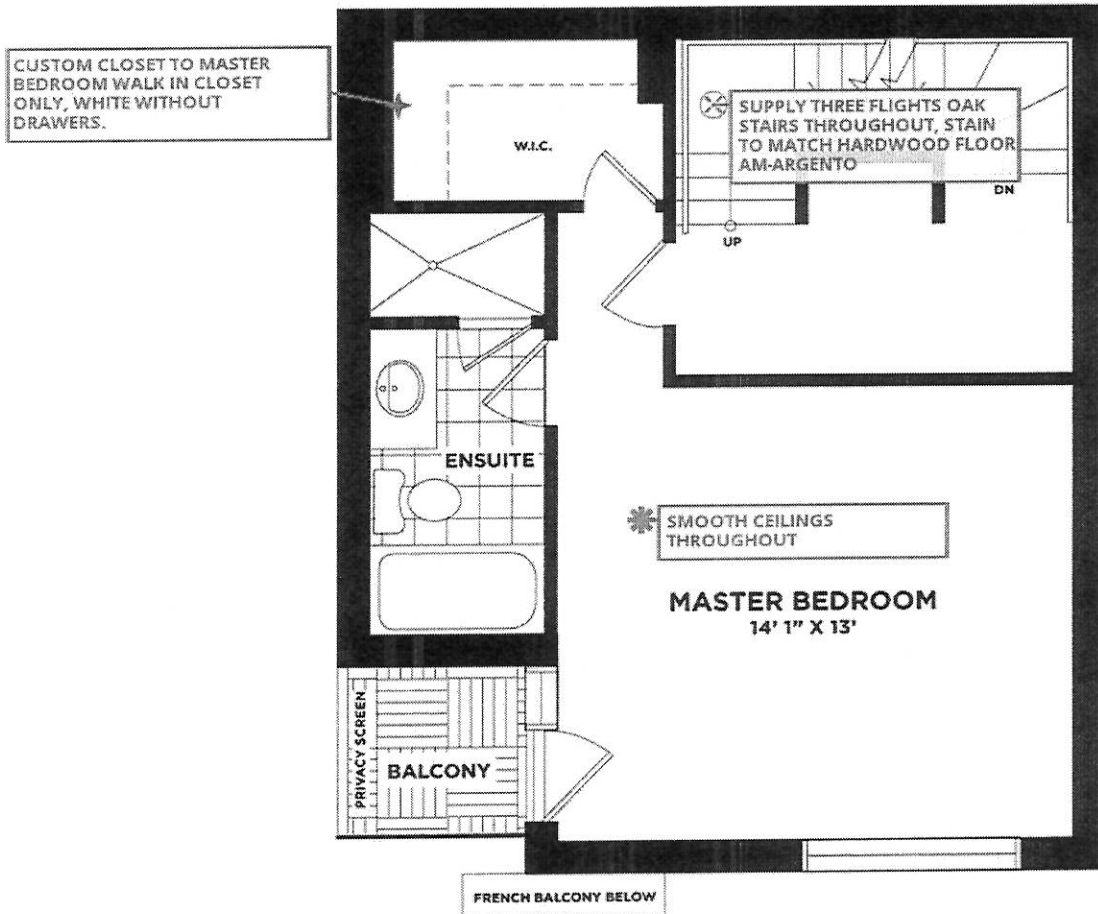 CUSTOM CLOSET TO MASTER
BEDROOM WALK IN CLOSET
ONLY, WHITE WITHOUT
DRAWERS.
W.I.C.
SUPPLY THREE FLIGHTS OAK
STAIRS THROUGHOUT, STAIN
TO MATCH HARDWOOD FLOOR
AM-ARGENTO
DN
UP
ENSUITE
SMOOTH CEILINGS
THROUGHOUT
MASTER BEDROOM
14' 1" X 13'
PRIVACY SCREEN
BALCONY
FRENCH BALCONY BELOW